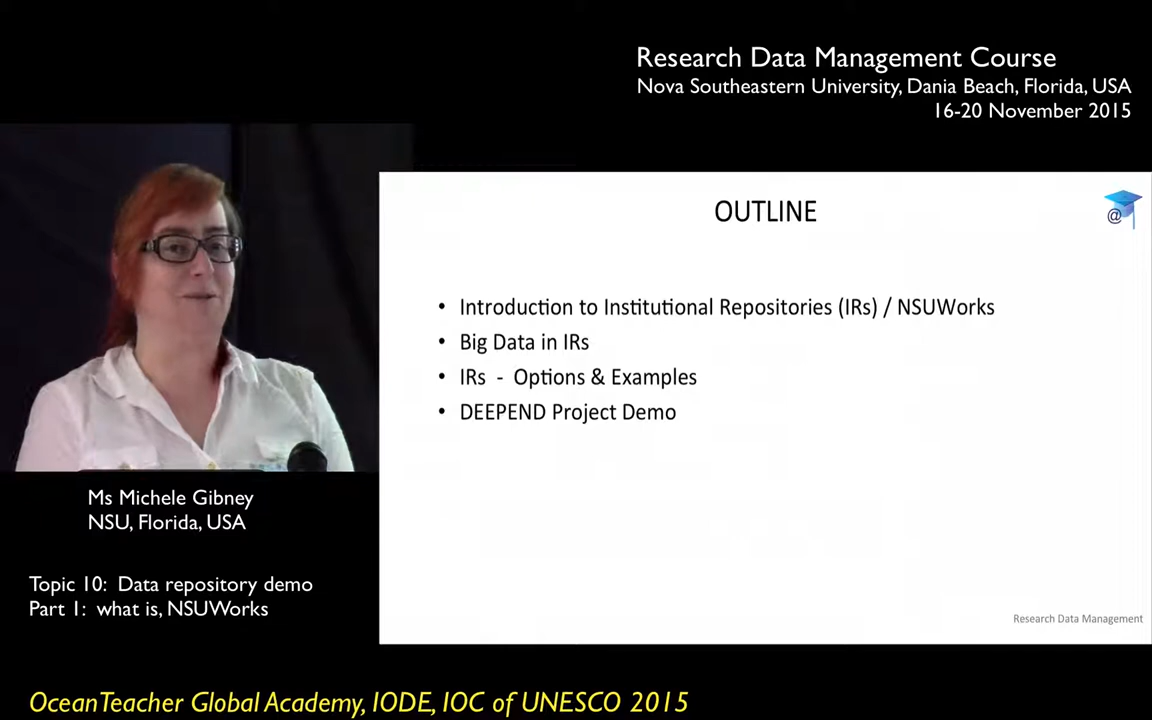 Research Data Management Course
Nova Southeastern University, Dania Beach, Florida, USA
16-20 November 2015
OUTLINE
@
• Introduction to Institutional Repositories (IRs) / NSUWorks
• Big Data in IRs
• IRs - Options & Examples
• DEEPEND Project Demo
Research Data Management
Ms Michele Gibney
NSU, Florida, USA
Topic 10: Data repository demo
Part 1: what is, NSUWorks
OceanTeacher Global Academy, IODE, IOC of UNESCO 2015